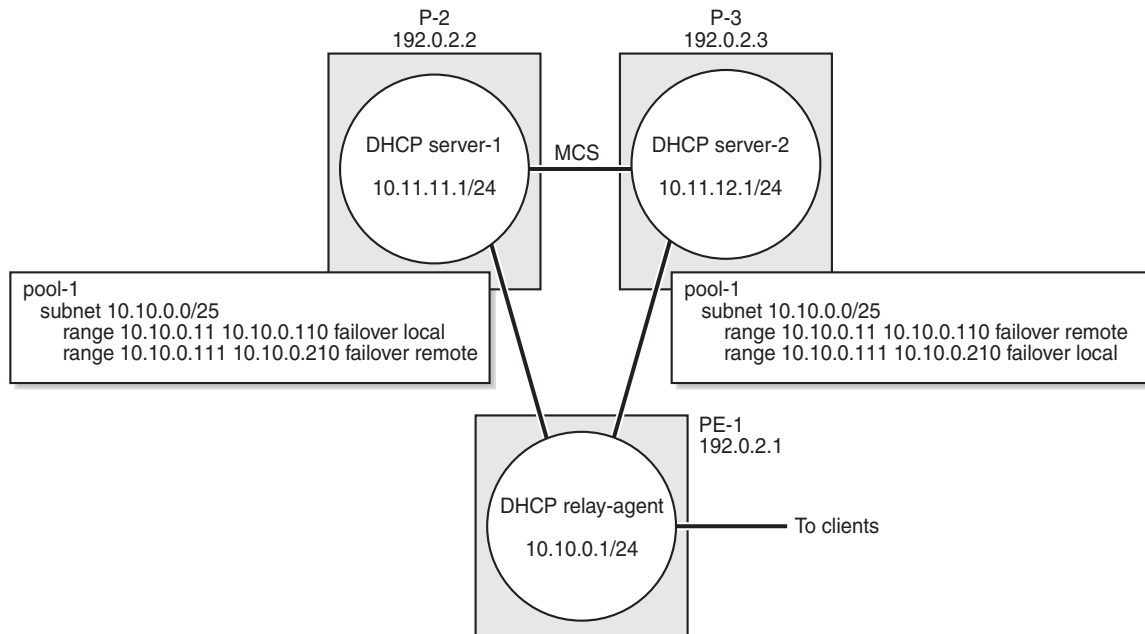 P-2
192.0.2.2
P-3
192.0.2.3
DHCP server-1
10.11.11.1/24
MCS
DHCP server-2
10.11.12.1/24
pool-1
subnet 10.10.0.0/25
range 10.10.0.11 10.10.0.110 failover local
range 10.10.0.111 10.10.0.210 failover remote
pool-1
subnet 10.10.0.0/25
range 10.10.0.11 10.10.0.110 failover remote
range 10.10.0.111 10.10.0.210 failover local
PE-1
192.0.2.1
DHCP relay-agent
10.10.0.1/24
To clients